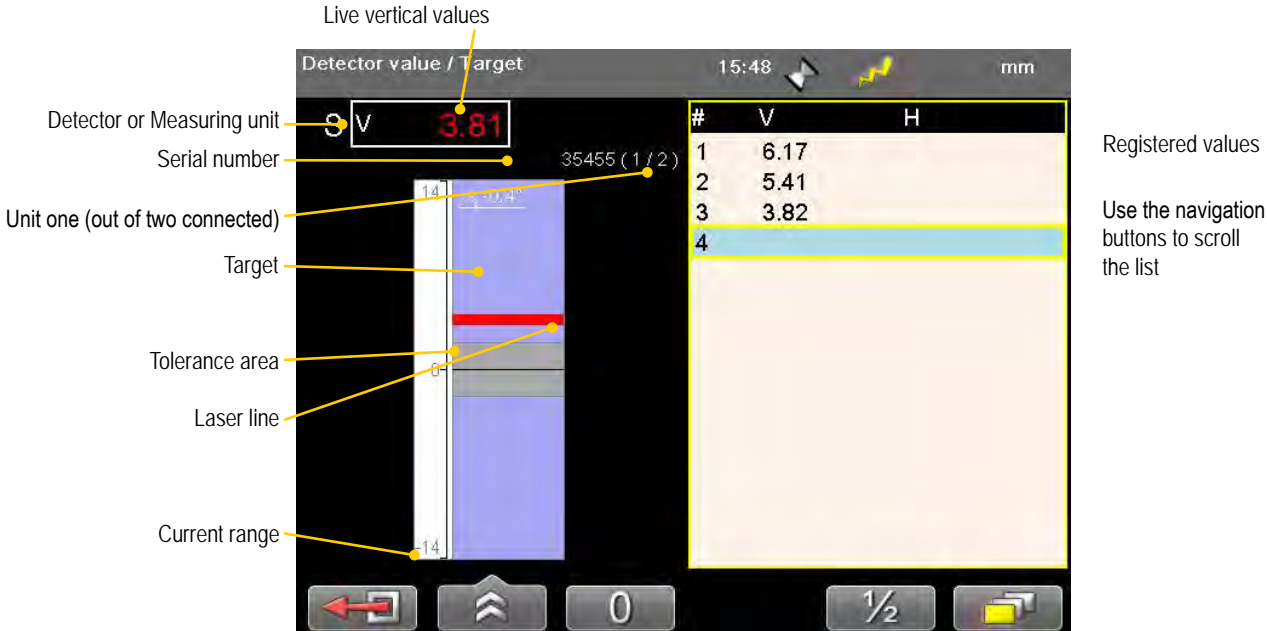 Live vertical values
Detector value / Target
15:48
mm
Detector or Measuring unit
S V 3.81
Serial number
35455 ( 1 / 2 )
Unit one (out of two connected)
14
-0.4°
Target
Tolerance area
0
Laser line
Current range
-14
# V H
1 6.17
2 5.41
3 3.82
4
Registered values
Use the navigation
buttons to scroll
the list
0
½